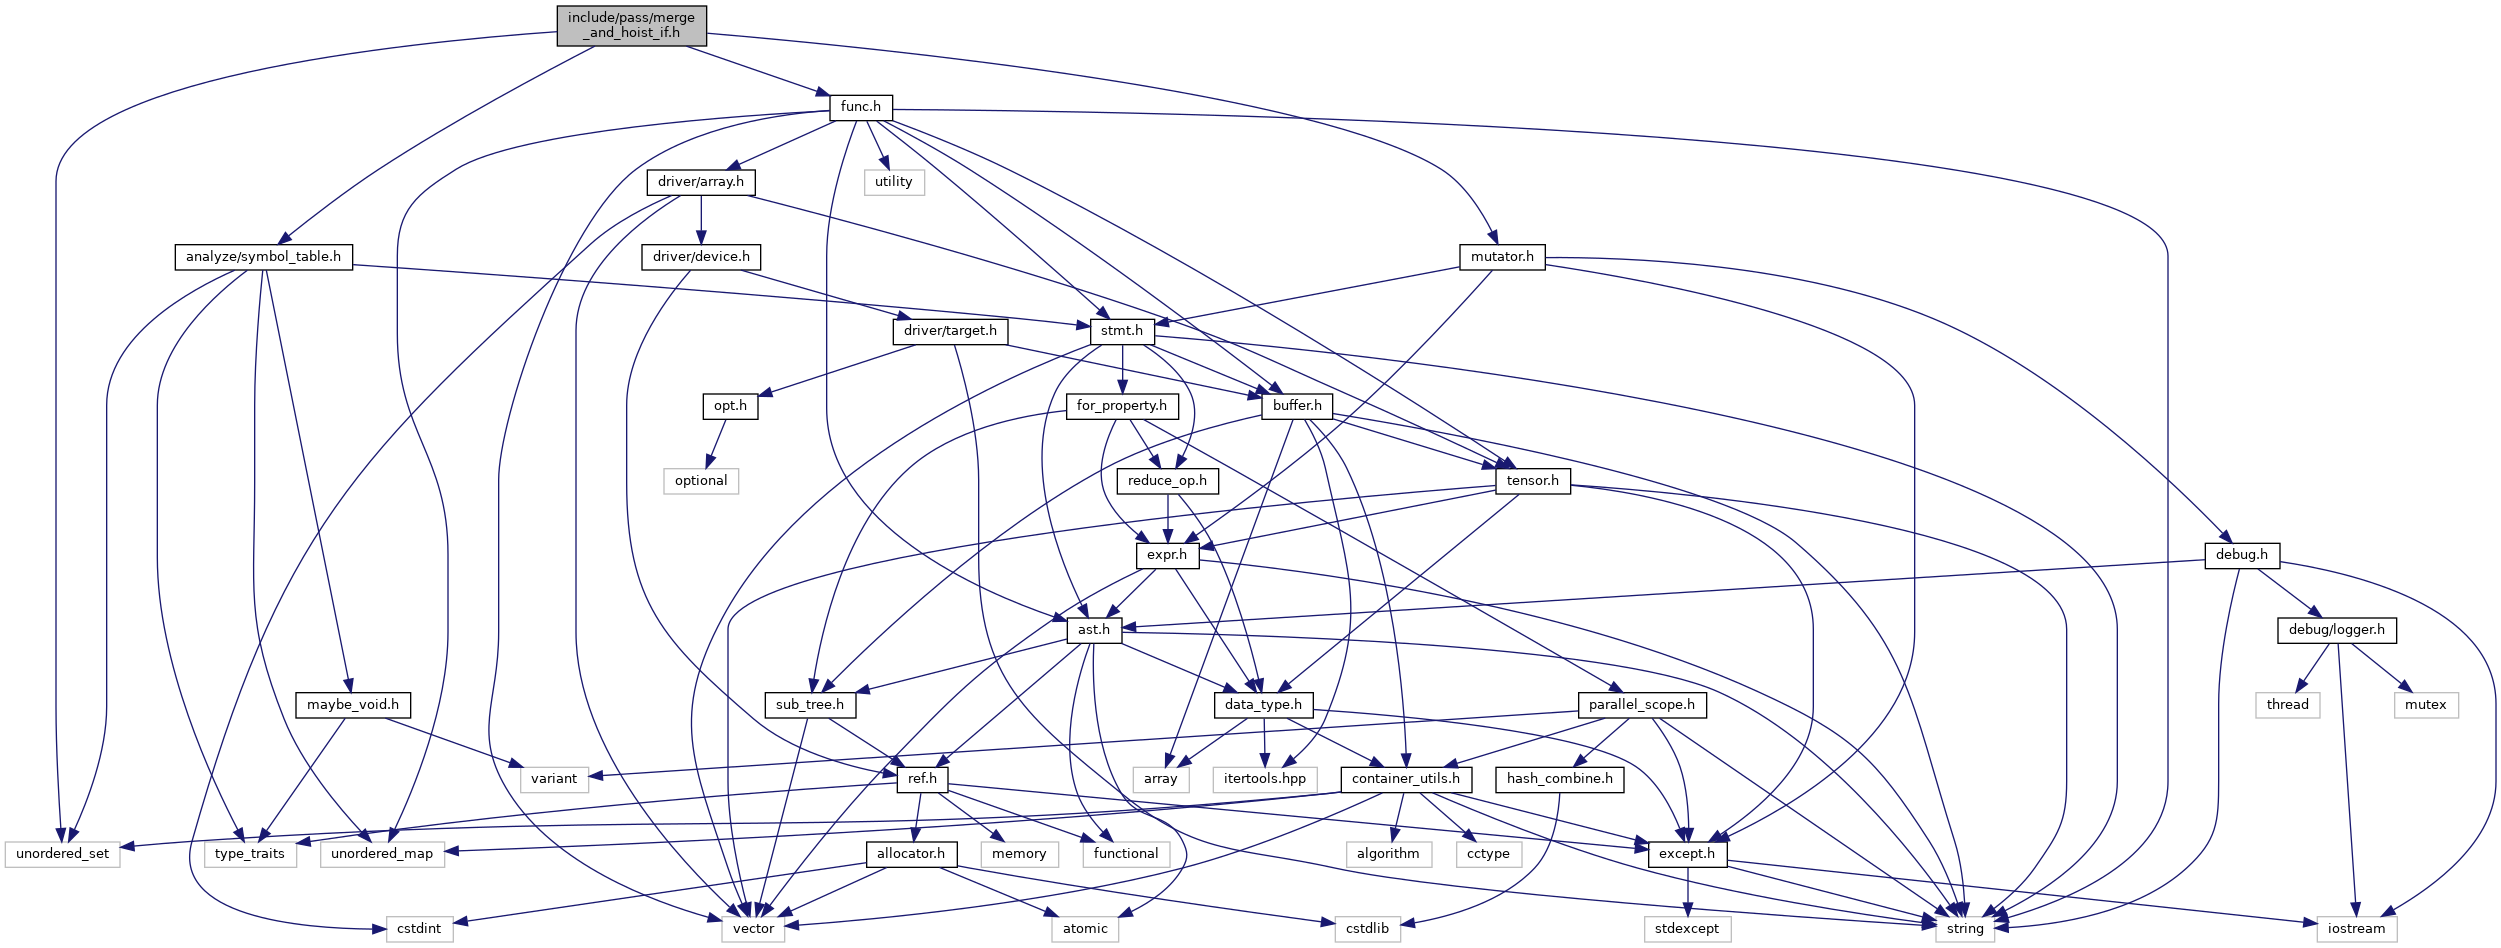 include/pass/merge
_and_hoist_if.h
func.h
driver/array.h
utility
analyze/symbol_table.h
driver/device.h
mutator.h
driver/target.h
stmt.h
opt.h
for_property.h
buffer.h
optional
reduce_op.h
tensor.h
expr.h
debug.h
ast.h
debug/logger.h
maybe_void.h
sub_tree.h
data_type.h
parallel_scope.h
thread
mutex
variant
ref.h
array
itertools.hpp
container_utils.h
hash_combine.h
unordered_set
type_traits
unordered_map
allocator.h
memory
functional
algorithm
cctype
except.h
cstdint
vector
atomic
cstdlib
stdexcept
string
iostream